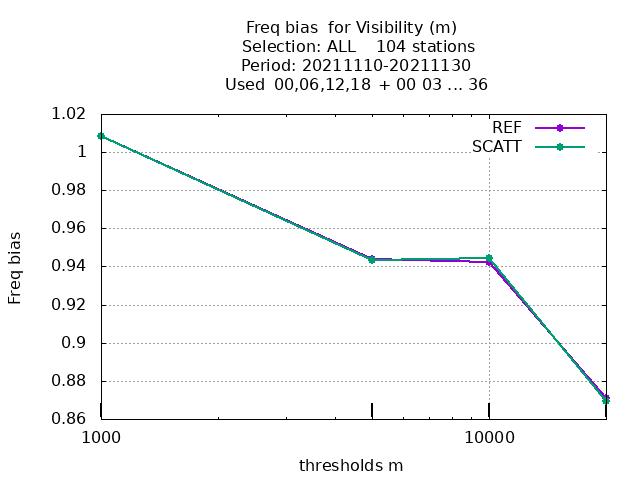 Freq bias  for Visibility (m)
Selection: ALL    104 stations
Period: 20211110-20211130
Used  00,06,12,18  + 00 03 ... 36
REF
SCATT
1.02
1
0.98
0.96
0.94
0.92
0.9
0.88
0.86
Freq bias
1000
10000
thresholds m